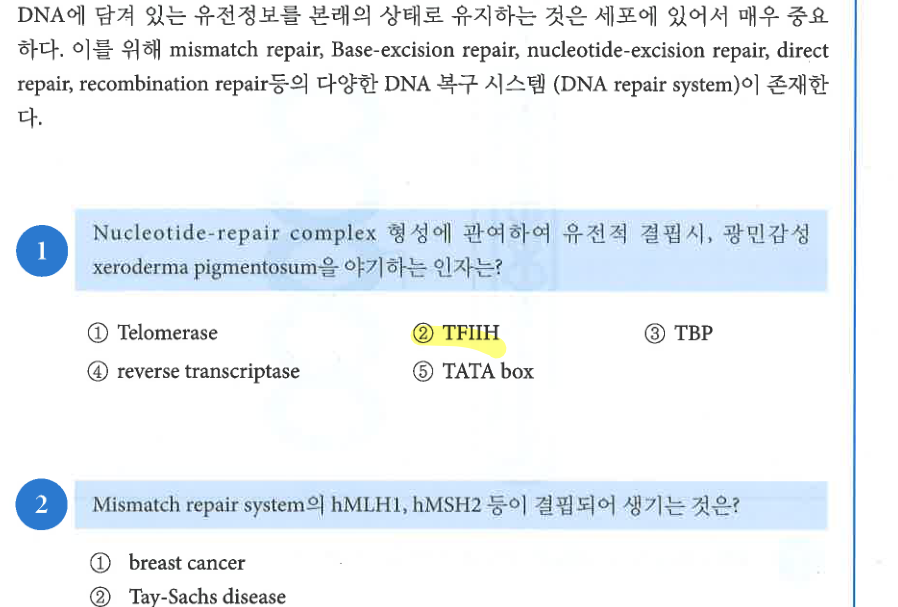 DNA에 담겨 있는 유전정보를 본래의 상태로 유지하는 것은 세포에 있어서 매우 중요
하다. 이를 위해 mismatch repair, Base-excision repair, nucleotide-excision repair, direct
repair, recombination repair등의 다양한 DNA 복구 시스템 (DNA repair system)이 존재한
다.
1 Nucleotide-repair complex 형성에 관여하여 유전적 결핍시, 광민감성
xeroderma pigmentosum을 야기하는 인자는?
① Telomerase ② TFIIH ③ TBP
④ reverse transcriptase ⑤ TATA box
2 Mismatch repair system의 hMLH1, hMSH2 등이 결핍되어 생기는 것은?
① breast cancer
② Tay-Sachs disease